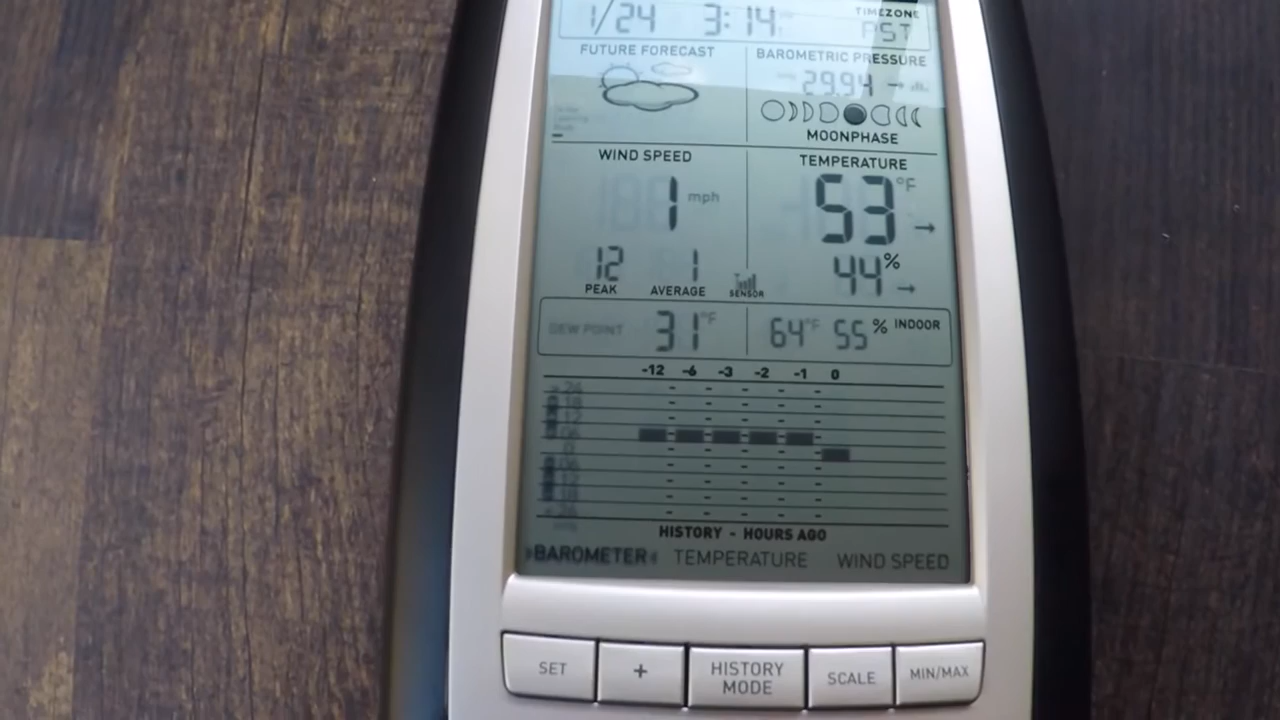 1/24 3:14 TIMEZONE
PST
FUTURE FORECAST BAROMETRIC PRESSURE
29.94
MOONPHASE
WIND SPEED TEMPERATURE
1 mph 53 °F
12 1 44%
PEAK AVERAGE SENSOR
DEW POINT 31°F 64°F 55% INDOOR
-12 -6 -3 -2 -1 0
HISTORY - HOURS AGO
BAROMETER TEMPERATURE WIND SPEED
SET + HISTORY MODE SCALE MIN/MAX